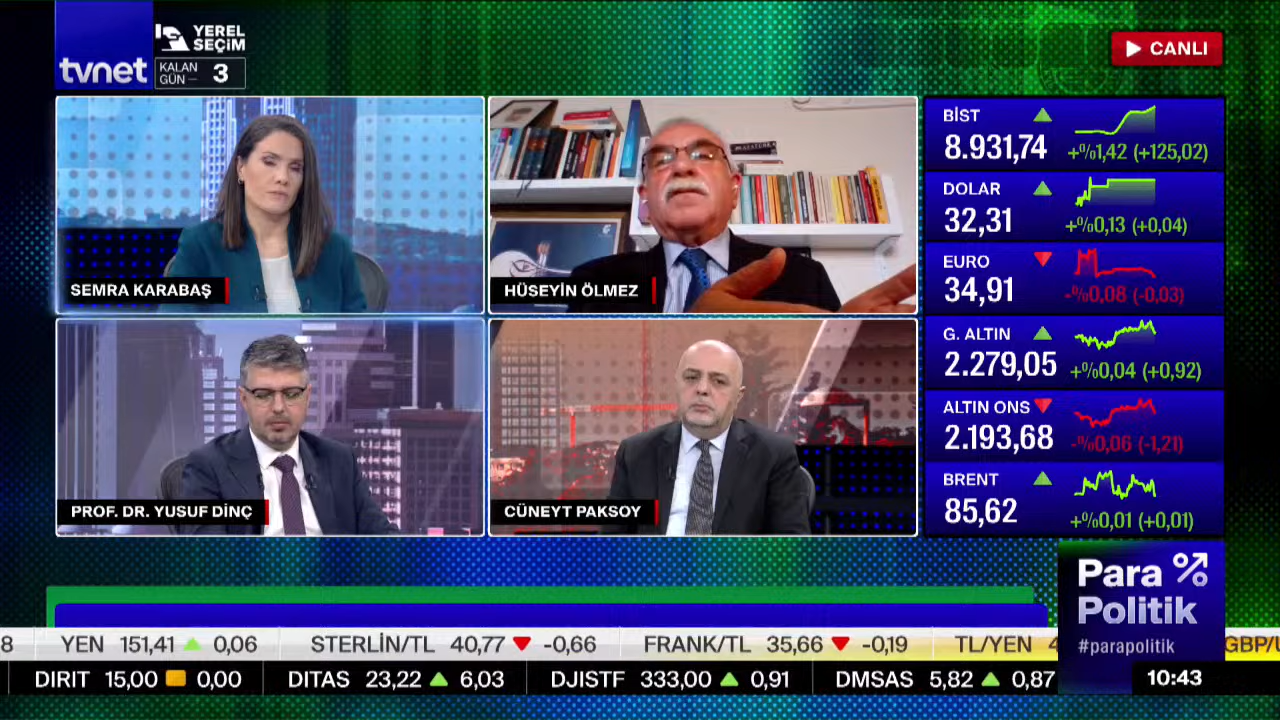 tvnet
YEREL
SEÇİM
KALAN
GÜN
3
CANLI
SEMRA KARABAŞ
HÜSEYİN ÖLMEZ
PROF. DR. YUSUF DİNÇ
CÜNEYT PAKSOY
BİST
8.931,74
+%1,42 (+125,02)
DOLAR
32,31
+%0,13 (+0,04)
EURO
34,91
-%0,08 (-0,03)
G. ALTIN
2.279,05
+%0,04 (+0,92)
ALTIN ONS
2.193,68
-%0,06 (-1,21)
BRENT
85,62
+%0,01 (+0,01)
Para %
Politik
#parapolitik
8 YEN 151,41 0,06 STERLİN/TL 40,77 -0,66 FRANK/TL 35,66 -0,19 TL/YEN
DIRIT 15,00 0,00 DITAS 23,22 6,03 DJISTF 333,00 0,91 DMSAS 5,82 0,87
10:43